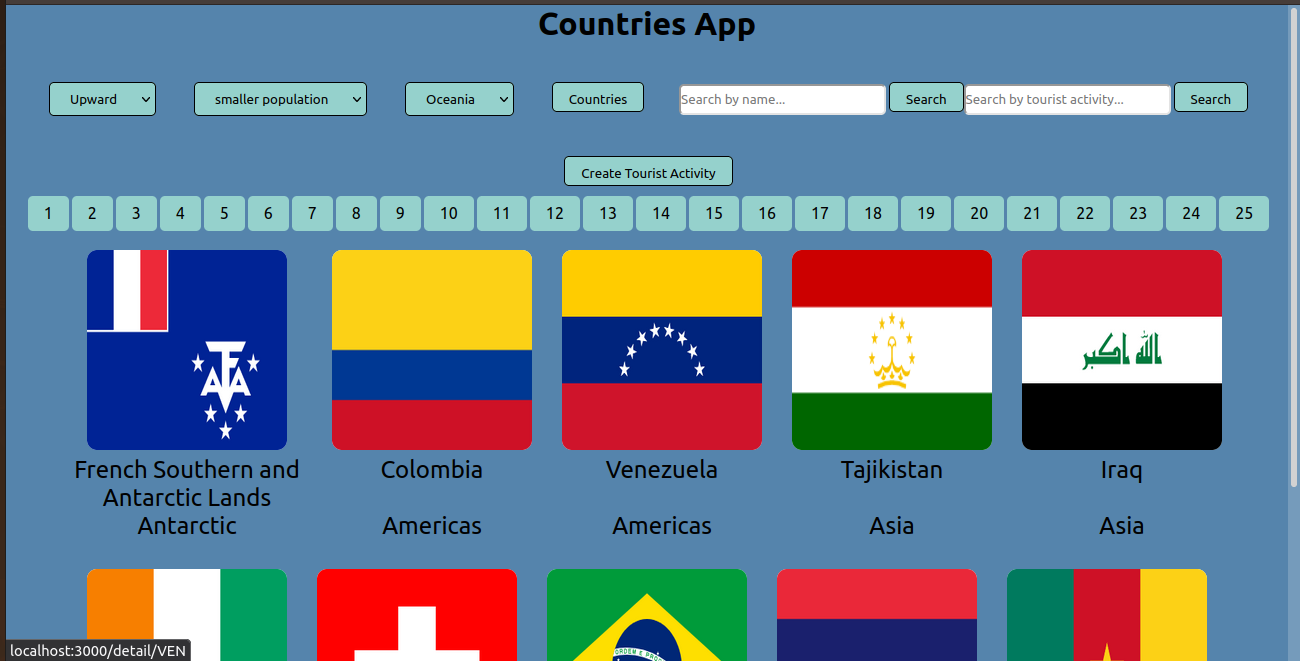 Countries App
Upward smaller population Oceania Countries Search by name... Search Search by tourist activity... Search
Create Tourist Activity
1 2 3 4 5 6 7 8 9 10 11 12 13 14 15 16 17 18 19 20 21 22 23 24 25
TAAF
الله اكبر
French Southern and
Antarctic Lands
Antarctic
Colombia
Americas
Venezuela
Americas
Tajikistan
Asia
Iraq
Asia
ORDEM E
localhost:3000/detail/VEN